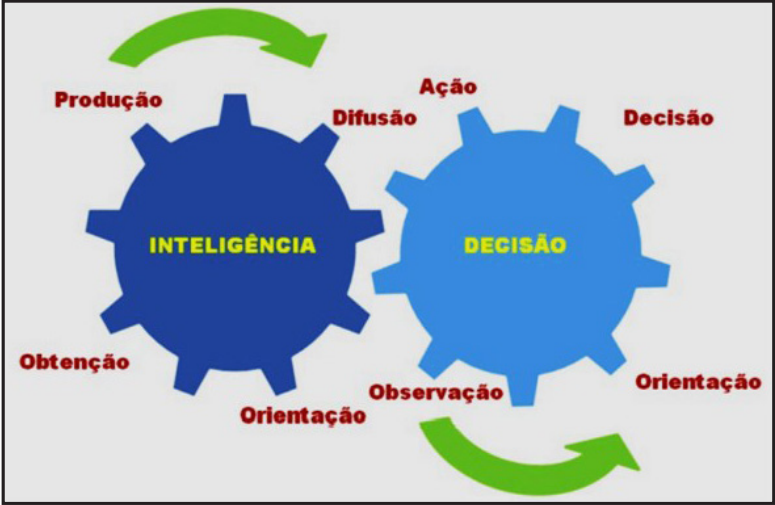 Ação
Produção
Difusão
Decisão
INTELIGÊNCIA
DECISÃO
Obtenção
Orientação
Observação
Orientação